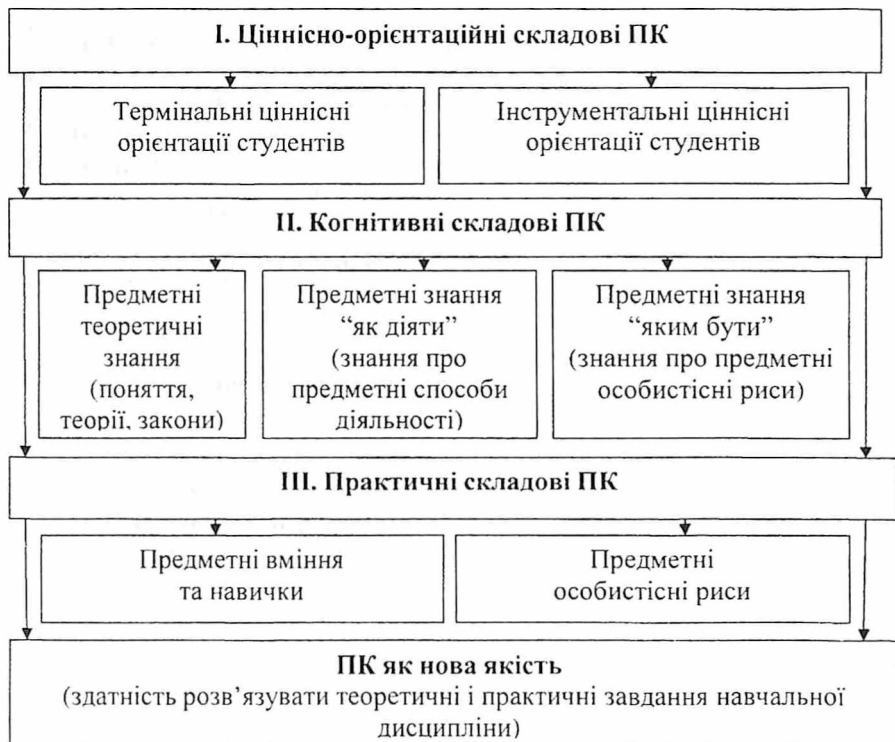 I. Ціннісно-орієнтаційні складові ПК
Термінальні ціннісні
орієнтації студентів
Інструментальні ціннісні
орієнтації студентів
II. Когнітивні складові ПК
Предметні
теоретичні
знання
(поняття,
теорії, закони)
Предметні знання
“як діяти”
(знання про
предметні способи
діяльності)
Предметні знання
“яким бути”
(знання про предметні
особистісні риси)
III. Практичні складові ПК
Предметні вміння
та навички
Предметні
особистісні риси
ПК як нова якість
(здатність розв'язувати теоретичні і практичні завдання навчальної
дисципліни)